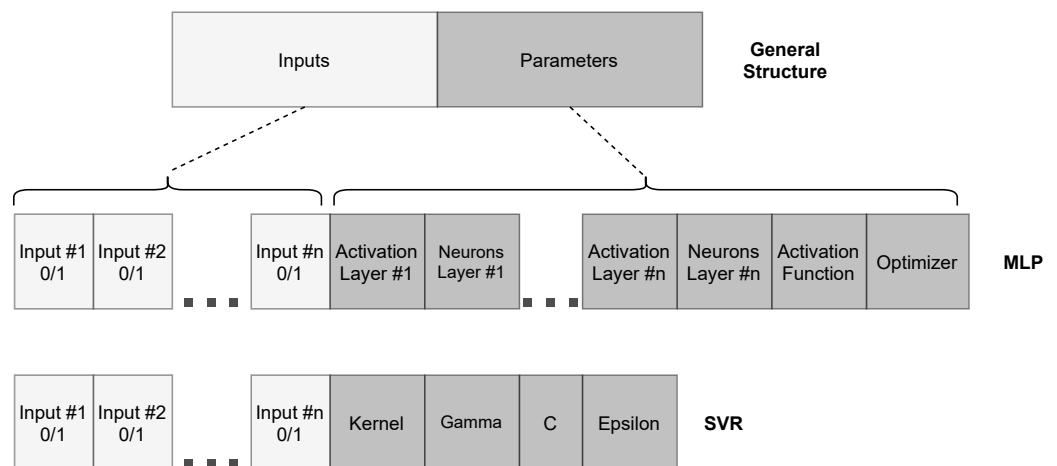 Inputs
Parameters
General
Structure
Input #1
0/1
Input #2
0/1
Input #n
0/1
Activation
Layer #1
Neurons
Layer #1
Activation
Layer #n
Neurons
Layer #n
Activation
Function
Optimizer
MLP
Input #1
0/1
Input #2
0/1
Input #n
0/1
Kernel
Gamma
C
Epsilon
SVR